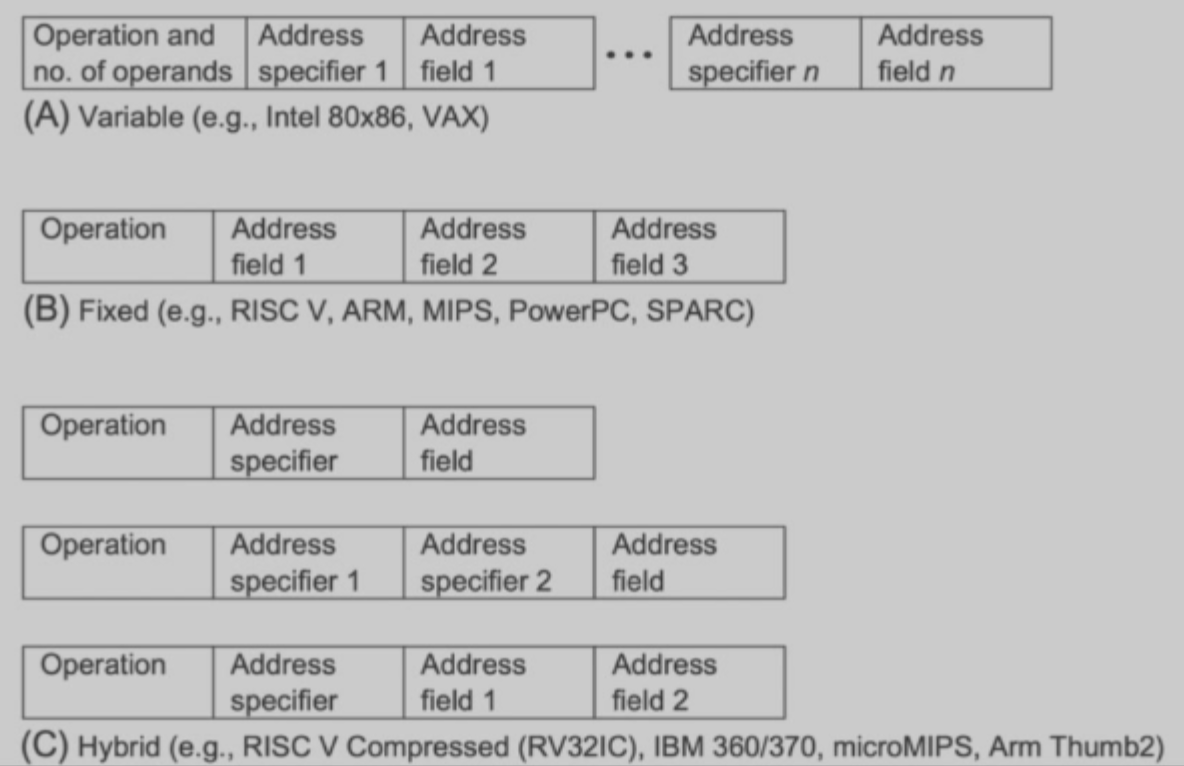 Operation and no. of operands Address specifier 1 Address field 1 ... Address specifier n Address field n
(A) Variable (e.g., Intel 80x86, VAX)
Operation Address field 1 Address field 2 Address field 3
(B) Fixed (e.g., RISC V, ARM, MIPS, PowerPC, SPARC)
Operation Address specifier Address field
Operation Address specifier 1 Address specifier 2 Address field
Operation Address specifier Address field 1 Address field 2
(C) Hybrid (e.g., RISC V Compressed (RV32IC), IBM 360/370, microMIPS, Arm Thumb2)